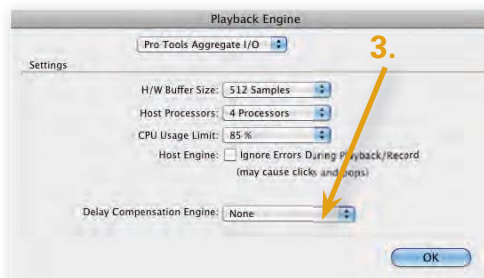 Playback Engine
Pro Tools Aggregate I/O
3.
Settings
H/W Buffer Size: 512 Samples
Host Processors: 4 Processors
CPU Usage Limit: 85 %
Host Engine: Ignore Errors During Playback/Record
(may cause clicks and pops)
Delay Compensation Engine: None
OK